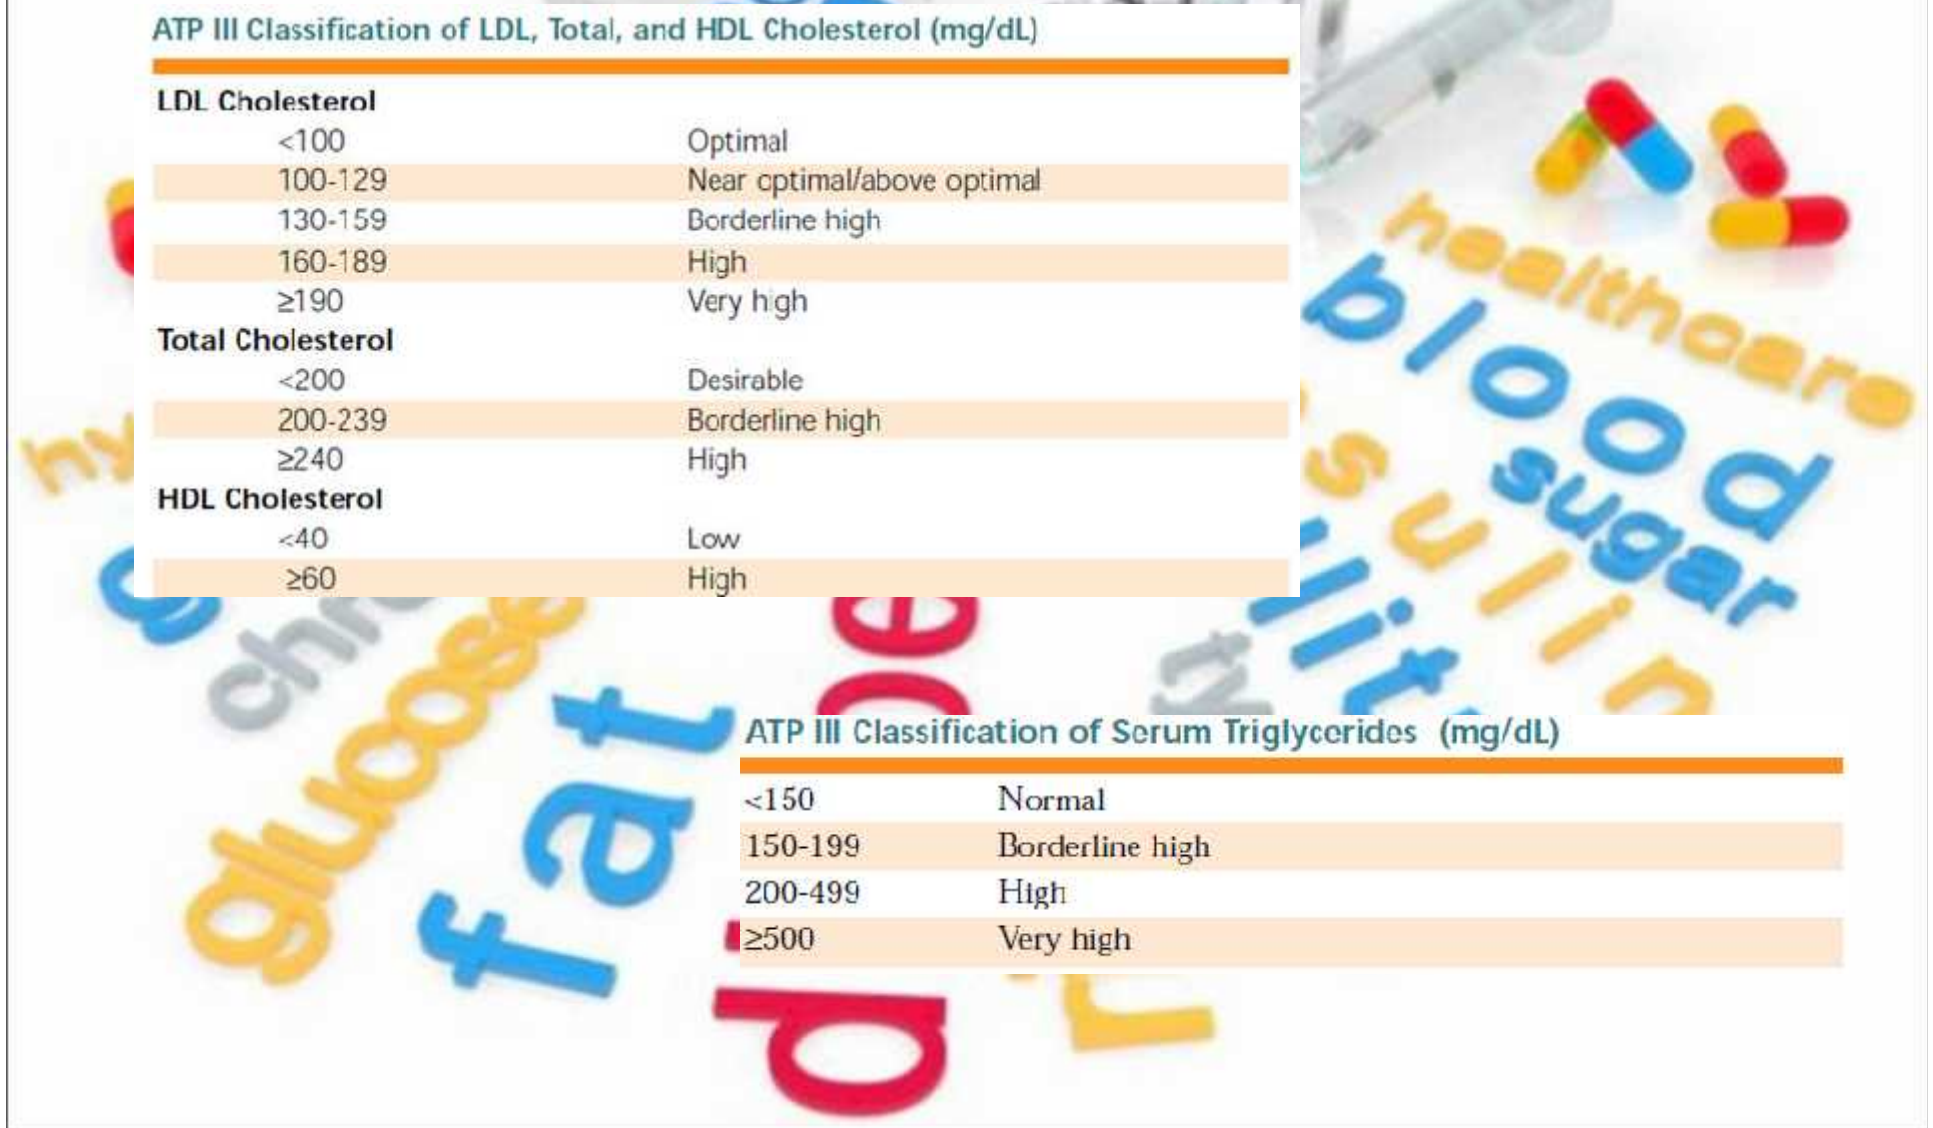 ATP III Classification of LDL, Total, and HDL Cholesterol (mg/dL)
LDL Cholesterol
<100 Optimal
100-129 Near optimal/above optimal
130-159 Borderline high
160-189 High
≥190 Very high
Total Cholesterol
<200 Desirable
200-239 Borderline high
≥240 High
HDL Cholesterol
<40 Low
≥60 High
ATP III Classification of Serum Triglycerides (mg/dL)
<150 Normal
150-199 Borderline high
200-499 High
≥500 Very high
healthcare
blood
sugar
sulin
hy
chro
glucose
fat